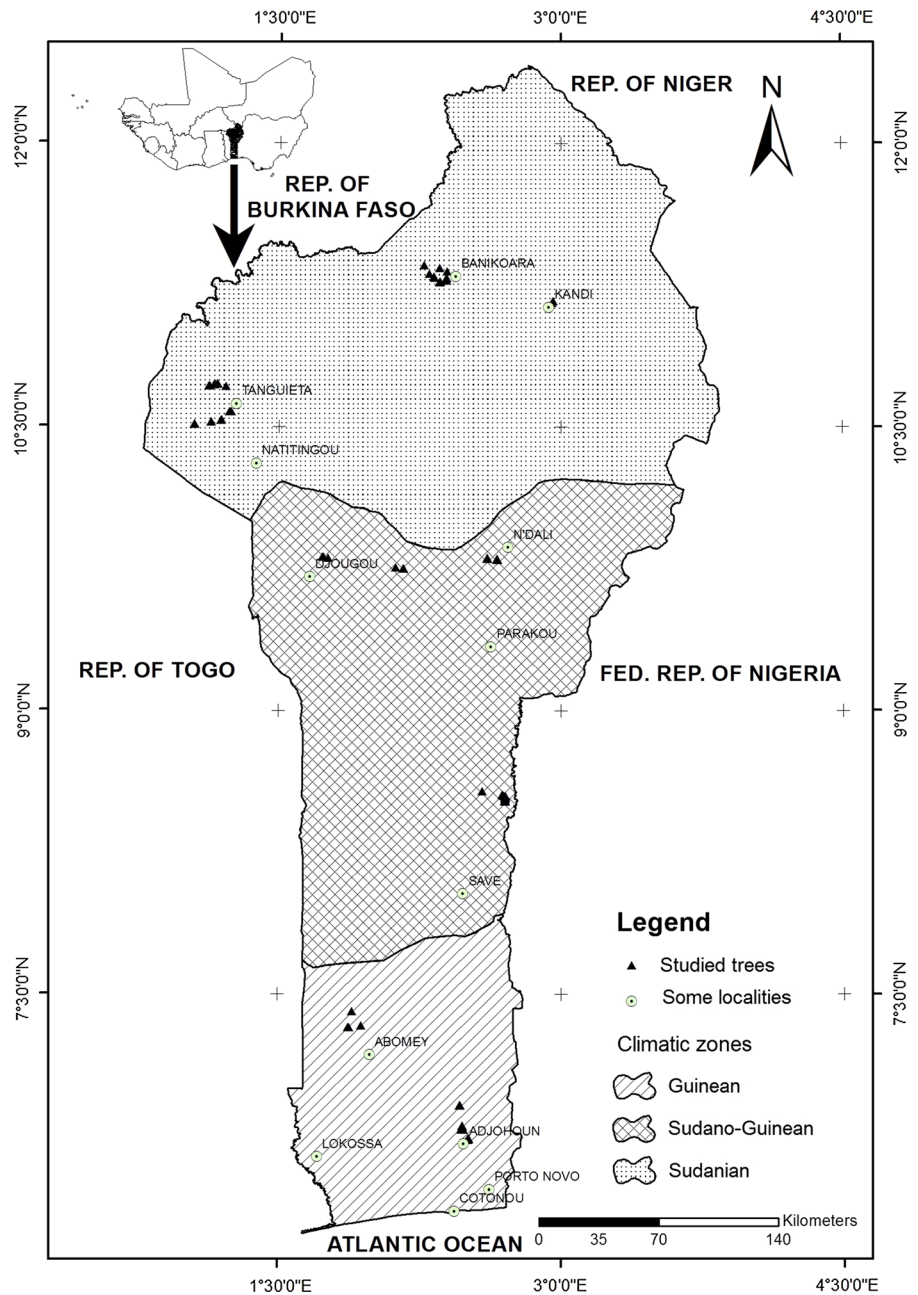 1°30'0"E
3°0'0"E
4°30'0"E
REP. OF NIGER
N
12°0'0"N
12°0'0"N
REP. OF
BURKINA FASO
BANIKOARA
KANDI
TANGUIETA
10°30'0"N
10°30'0"N
NATITINGOU
N'DALI
DJOUGOU
PARAKOU
REP. OF TOGO
FED. REP. OF NIGERIA
9°0'0"N
9°0'0"N
SAVE
Legend
Studied trees
Some localities
7°30'0"N
7°30'0"N
Climatic zones
ABOMEY
Guinean
Sudano-Guinean
ADJOHOUN
LOKOSSA
Sudanian
PORTO NOVO
COTONOU
Kilometers
0 35 70 140
ATLANTIC OCEAN
1°30'0"E
3°0'0"E
4°30'0"E